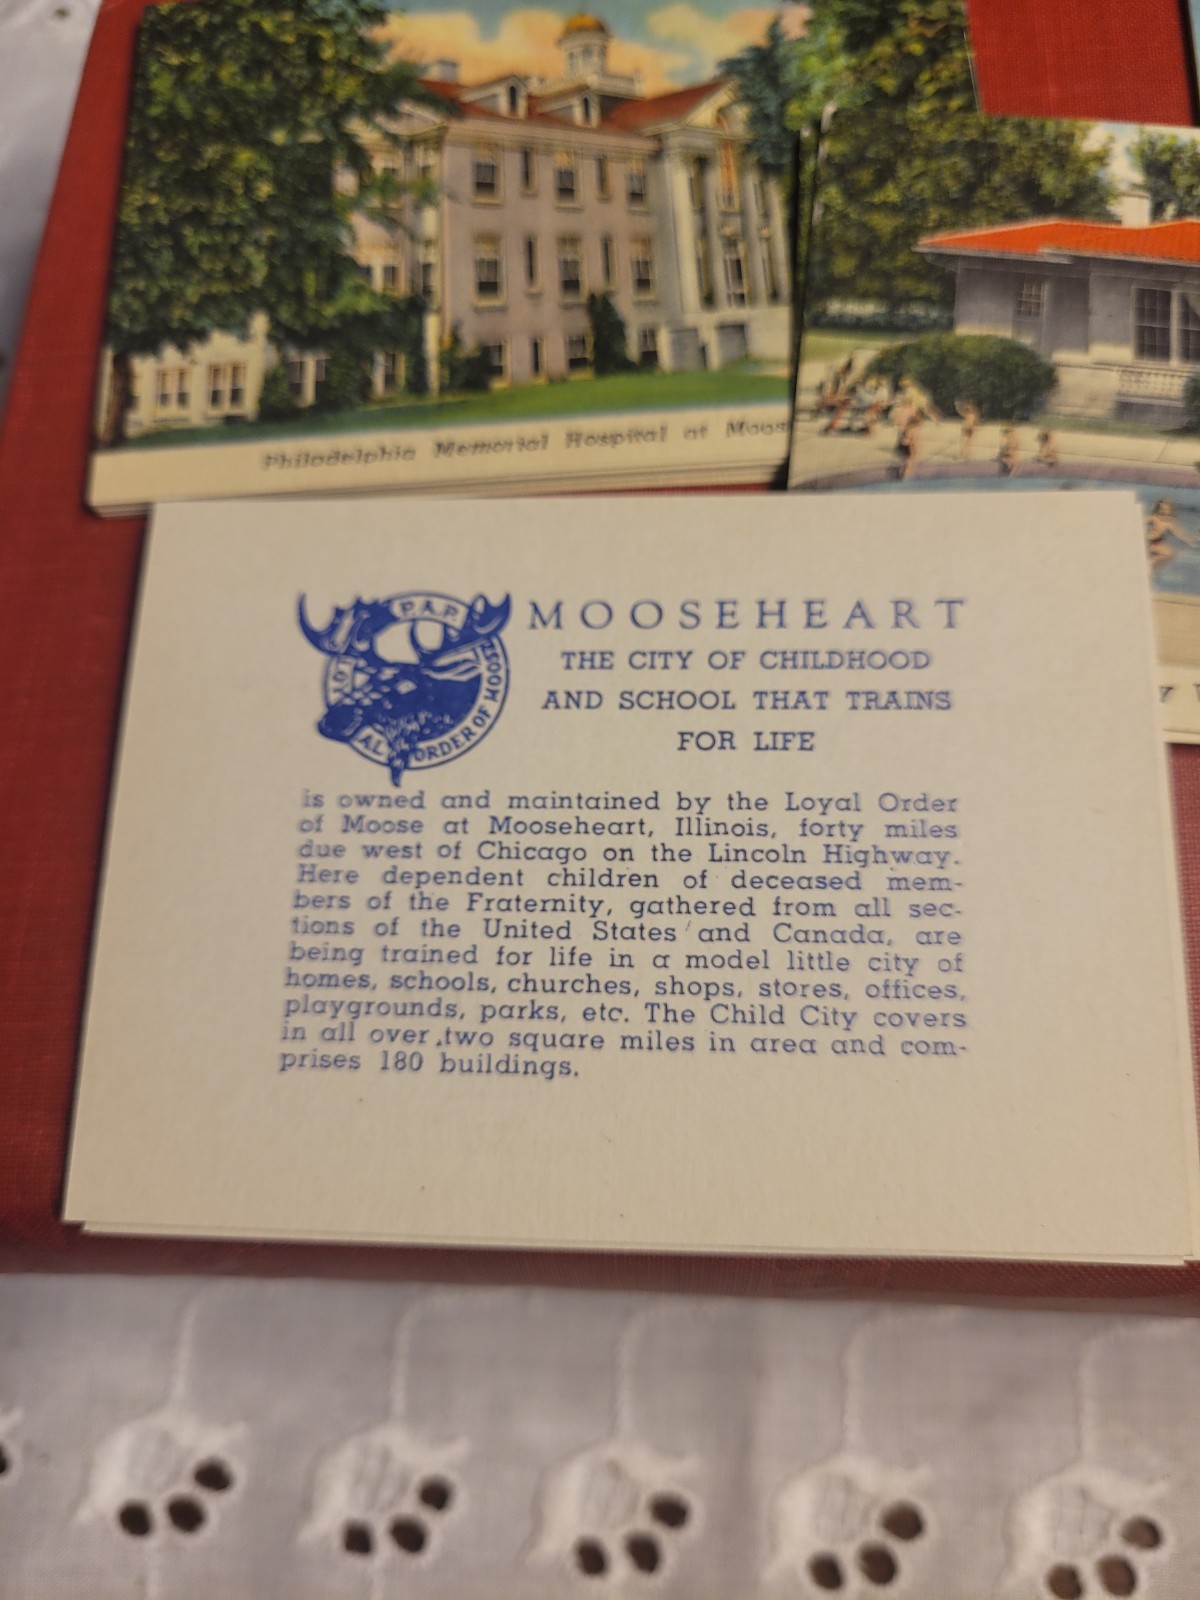 Philadelphia Memorial Hospital at Moos
P.A.P.
LOYAL ORDER OF MOOSE
MOOSEHEART
THE CITY OF CHILDHOOD
AND SCHOOL THAT TRAINS
FOR LIFE
is owned and maintained by the Loyal Order
of Moose at Mooseheart, Illinois, forty miles
due west of Chicago on the Lincoln Highway.
Here dependent children of deceased mem-
bers of the Fraternity, gathered from all sec-
tions of the United States and Canada, are
being trained for life in a model little city of
homes, schools, churches, shops, stores, offices,
playgrounds, parks, etc. The Child City covers
in all over two square miles in area and com-
prises 180 buildings.